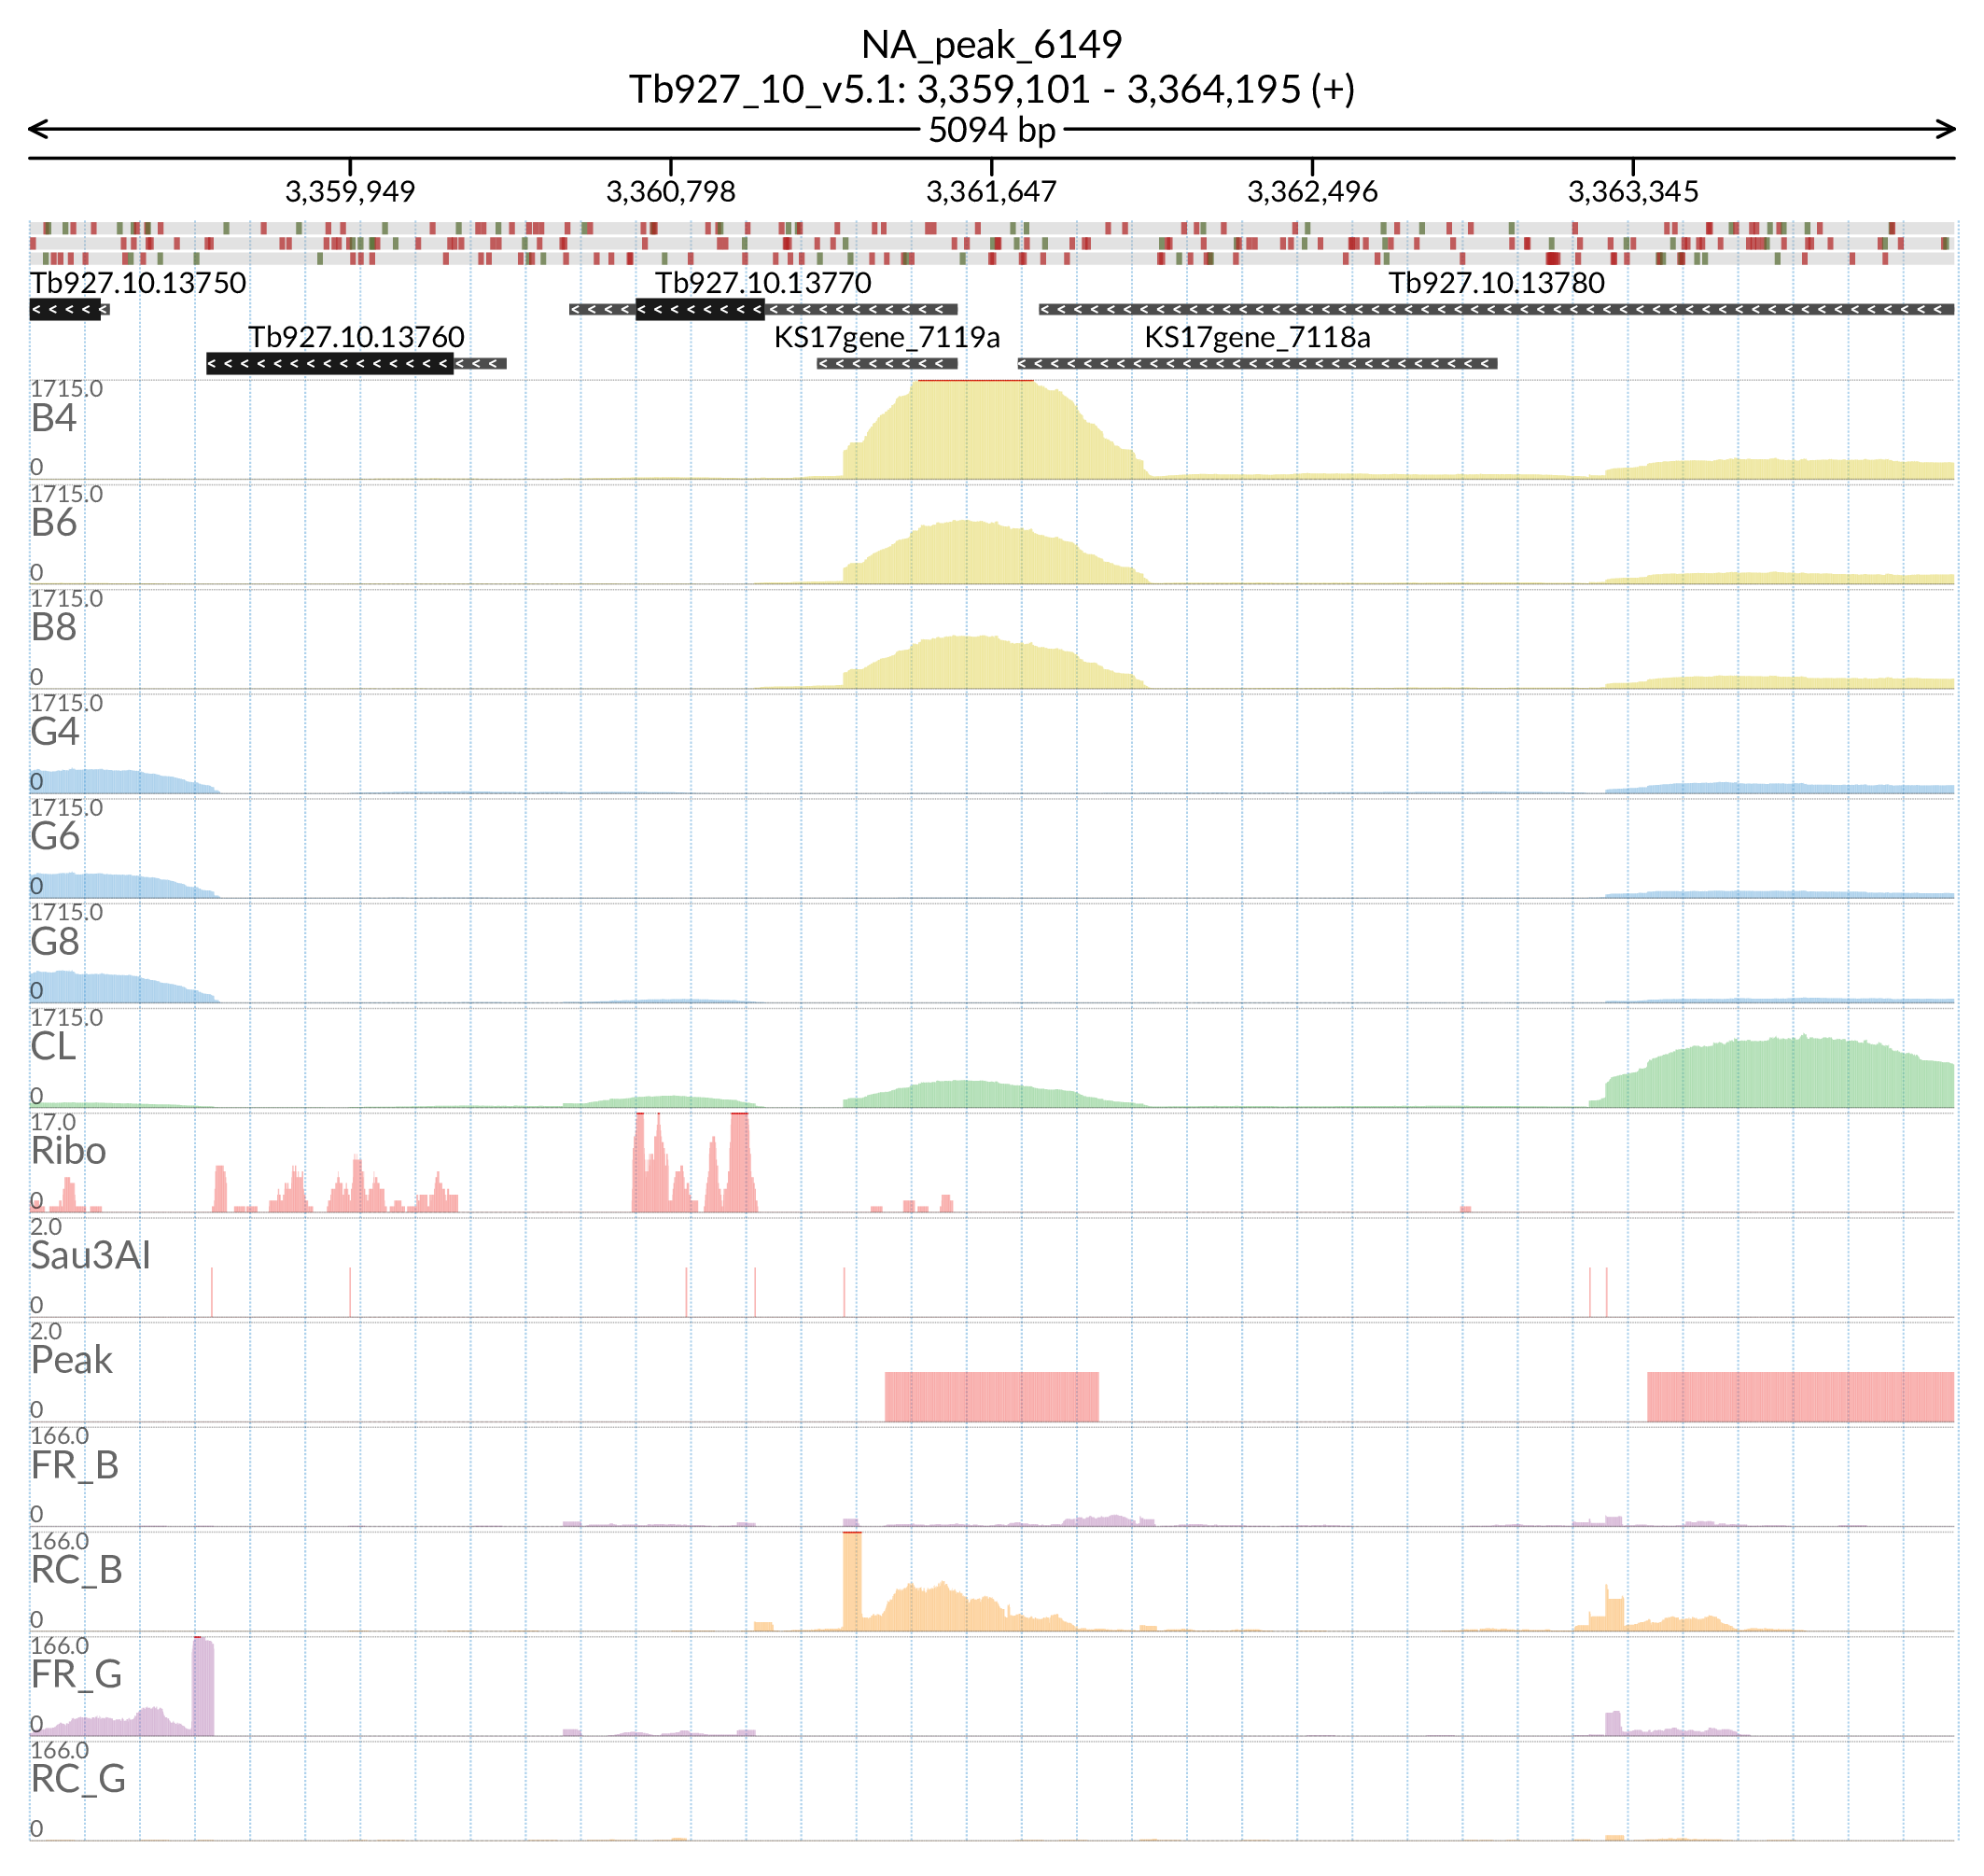 NA_peak_6149
Tb927_10_v5.1: 3,359,101 - 3,364,195 (+)
5094 bp
3,359,949 3,360,798 3,361,647 3,362,496 3,363,345
Tb927.10.13750 Tb927.10.13770 Tb927.10.13780
Tb927.10.13760 KS17gene_7119a KS17gene_7118a
1715.0
B4
0
1715.0
B6
0
1715.0
B8
0
1715.0
G4
0
1715.0
G6
0
1715.0
G8
0
1715.0
CL
0
17.0
Ribo
0
2.0
Sau3AI
0
2.0
Peak
0
166.0
FR_B
0
166.0
RC_B
0
166.0
FR_G
0
166.0
RC_G
0